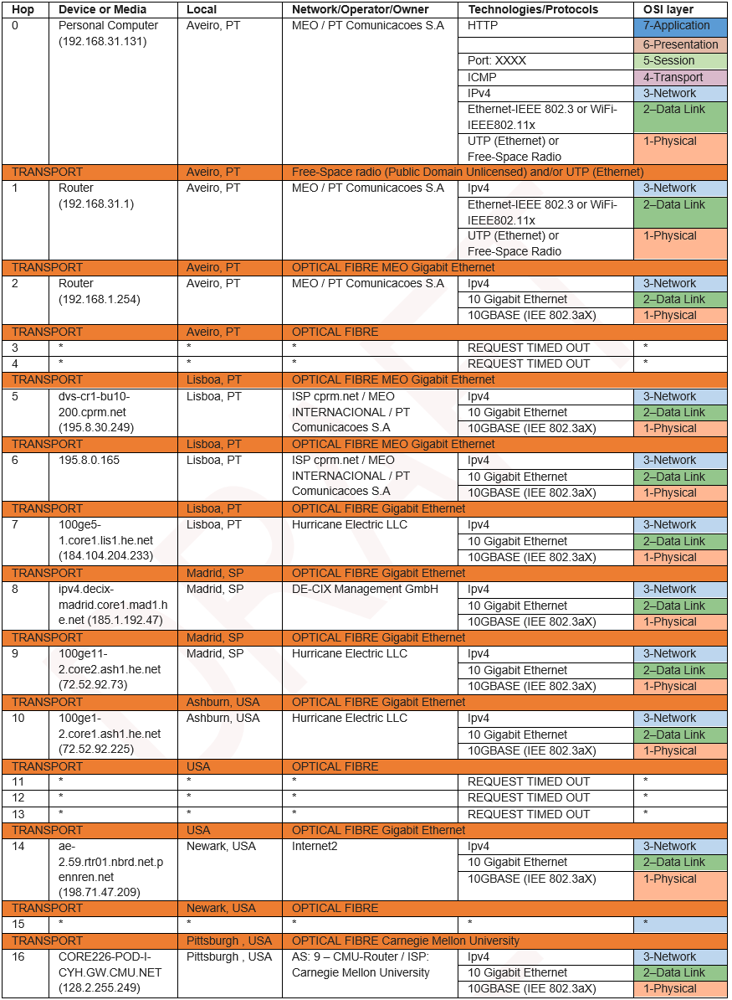 Hop Device or Media Local Network/Operator/Owner Technologies/Protocols OSI layer
0 Personal Computer Aveiro, PT MEO / PT Comunicacoes S.A HTTP 7-Application
(192.168.31.131)
6-Presentation
Port: XXXX 5-Session
ICMP 4-Transport
IPv4 3-Network
Ethernet-IEEE 802.3 or WiFi- 2–Data Link
IEEE802.11x
UTP (Ethernet) or 1-Physical
Free-Space Radio
TRANSPORT Aveiro, PT Free-Space radio (Public Domain Unlicensed) and/or UTP (Ethernet)
1 Router Aveiro, PT MEO / PT Comunicacoes S.A Ipv4 3-Network
(192.168.31.1) Ethernet-IEEE 802.3 or WiFi- 2–Data Link
IEEE802.11x
UTP (Ethernet) or 1-Physical
Free-Space Radio
TRANSPORT Aveiro, PT OPTICAL FIBRE MEO Gigabit Ethernet
2 Router Aveiro, PT MEO / PT Comunicacoes S.A Ipv4 3-Network
(192.168.1.254) 10 Gigabit Ethernet 2–Data Link
10GBASE (IEE 802.3aX) 1-Physical
TRANSPORT Aveiro, PT OPTICAL FIBRE
3 * * * REQUEST TIMED OUT *
4 * * * REQUEST TIMED OUT *
TRANSPORT Lisboa, PT OPTICAL FIBRE MEO Gigabit Ethernet
5 dvs-cr1-bu10- Lisboa, PT ISP cprm.net / MEO Ipv4 3-Network
200.cprm.net INTERNACIONAL / PT 10 Gigabit Ethernet 2–Data Link
(195.8.30.249) Comunicacoes S.A 10GBASE (IEE 802.3aX) 1-Physical
TRANSPORT Lisboa, PT OPTICAL FIBRE MEO Gigabit Ethernet
6 195.8.0.165 Lisboa, PT ISP cprm.net / MEO Ipv4 3-Network
INTERNACIONAL / PT 10 Gigabit Ethernet 2–Data Link
Comunicacoes S.A 10GBASE (IEE 802.3aX) 1-Physical
TRANSPORT Lisboa, PT OPTICAL FIBRE Gigabit Ethernet
7 100ge5- Lisboa, PT Hurricane Electric LLC Ipv4 3-Network
1.core1.lis1.he.net 10 Gigabit Ethernet 2–Data Link
(184.104.204.233) 10GBASE (IEE 802.3aX) 1-Physical
TRANSPORT Madrid, SP OPTICAL FIBRE Gigabit Ethernet
8 ipv4.decix- Madrid, SP DE-CIX Management GmbH Ipv4 3-Network
madrid.core1.mad1.h 10 Gigabit Ethernet 2–Data Link
e.net (185.1.192.47) 10GBASE (IEE 802.3aX) 1-Physical
TRANSPORT Madrid, SP OPTICAL FIBRE Gigabit Ethernet
9 100ge11- Madrid, SP Hurricane Electric LLC Ipv4 3-Network
2.core2.ash1.he.net 10 Gigabit Ethernet 2–Data Link
(72.52.92.73) 10GBASE (IEE 802.3aX) 1-Physical
TRANSPORT Ashburn, USA OPTICAL FIBRE Gigabit Ethernet
10 100ge1- Ashburn, USA Hurricane Electric LLC Ipv4 3-Network
2.core1.ash1.he.net 10 Gigabit Ethernet 2–Data Link
(72.52.92.225) 10GBASE (IEE 802.3aX) 1-Physical
TRANSPORT USA OPTICAL FIBRE
11 * * * REQUEST TIMED OUT *
12 * * * REQUEST TIMED OUT *
13 * * * REQUEST TIMED OUT *
TRANSPORT USA OPTICAL FIBRE Gigabit Ethernet
14 ae- Newark, USA Internet2 Ipv4 3-Network
2.59.rtr01.nbrd.net.p 10 Gigabit Ethernet 2–Data Link
ennren.net 10GBASE (IEE 802.3aX) 1-Physical
(198.71.47.209)
TRANSPORT Newark, USA OPTICAL FIBRE
15 * * * * *
TRANSPORT Pittsburgh , USA OPTICAL FIBRE Carnegie Mellon University
16 CORE226-POD-I- Pittsburgh , USA AS: 9 – CMU-Router / ISP: Ipv4 3-Network
CYH.GW.CMU.NET Carnegie Mellon University 10 Gigabit Ethernet 2–Data Link
(128.2.255.249) 10GBASE (IEE 802.3aX) 1-Physical
DRAFT